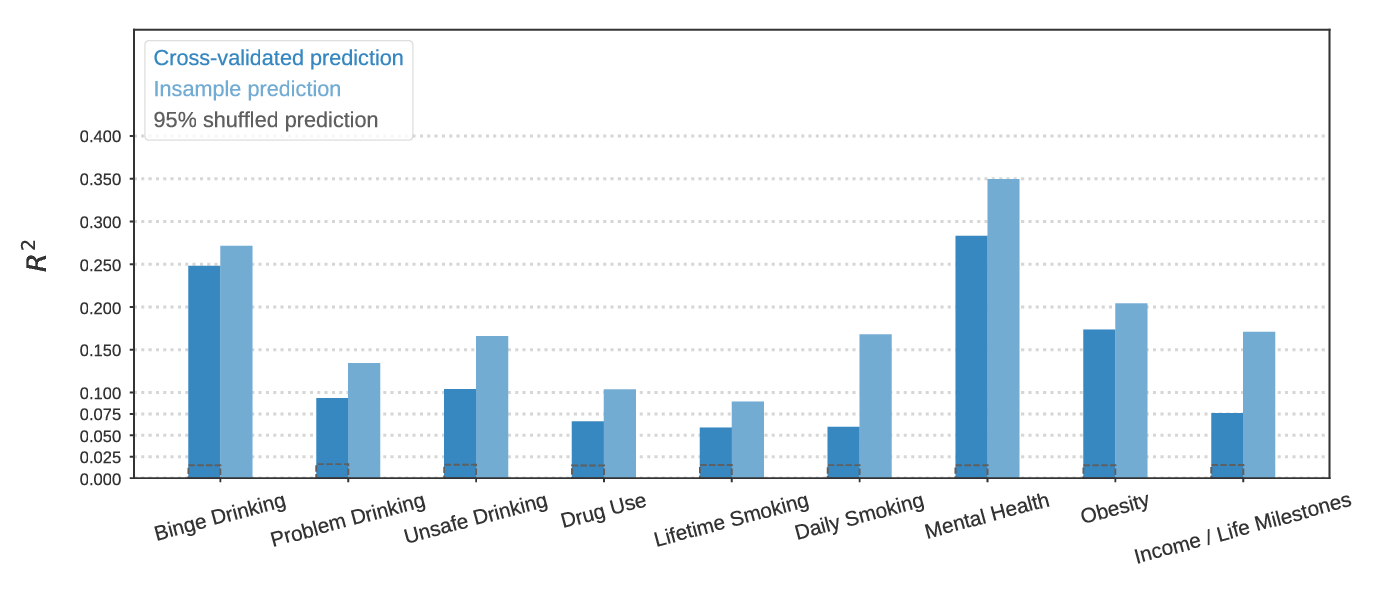 Cross-validated prediction
Insample prediction
95% shuffled prediction
0.400
0.350
0.300
0.250
0.200
0.150
0.100
0.075
0.050
0.025
0.000
R²
Binge Drinking
Problem Drinking
Unsafe Drinking
Drug Use
Lifetime Smoking
Daily Smoking
Mental Health
Obesity
Income / Life Milestones